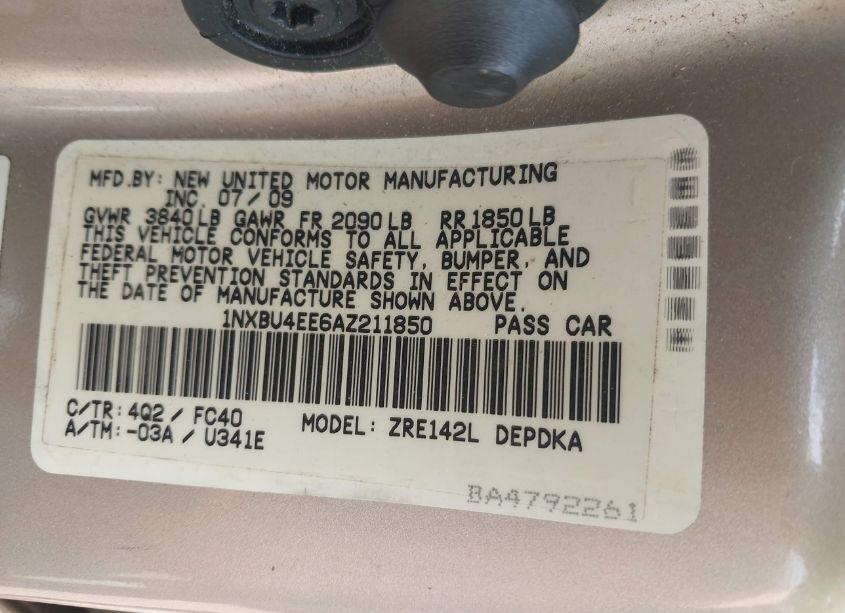 MFD.BY: NEW UNITED MOTOR MANUFACTURING
INC. 07/09
GVWR 3840LB GAWR FR 2090LB RR1850LB
THIS VEHICLE CONFORMS TO ALL APPLICABLE
FEDERAL MOTOR VEHICLE SAFETY, BUMPER, AND
THEFT PREVENTION STANDARDS IN EFFECT ON
THE DATE OF MANUFACTURE SHOWN ABOVE.
1NXBU4EE6AZ211850 PASS CAR
C/TR: 4Q2 / FC40
A/TM: -03A / U341E
MODEL: ZRE142L DEPDKA
BA4792261